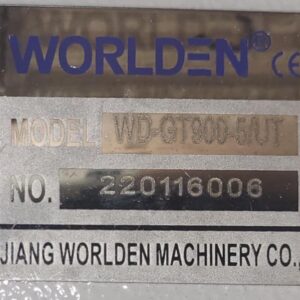 WORLDEN® CE
MODEL WD-GT900-5/UT
NO. 220116006
JIANG WORLDEN MACHINERY CO.,